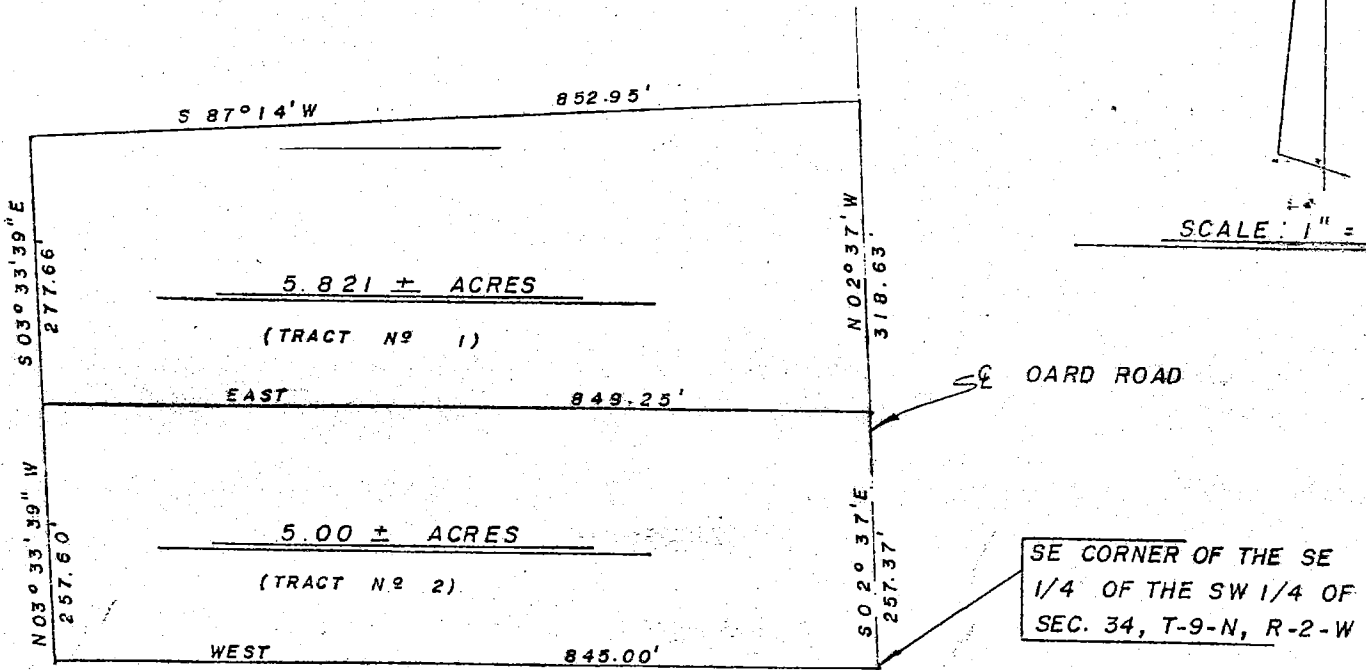 S 87°14'W 852.95'
S 03°33'39"E
277.66'
N 02°37'W
318.63'
SCALE: 1" =
5.821 ± ACRES
(TRACT Nº 1)
℄ OARD ROAD
EAST 849.25'
N03°33'39" W
257.60'
S 02°37'E
257.37'
5.00 ± ACRES
(TRACT Nº 2)
SE CORNER OF THE SE
1/4 OF THE SW 1/4 OF
SEC. 34, T-9-N, R-2-W
WEST 845.00'